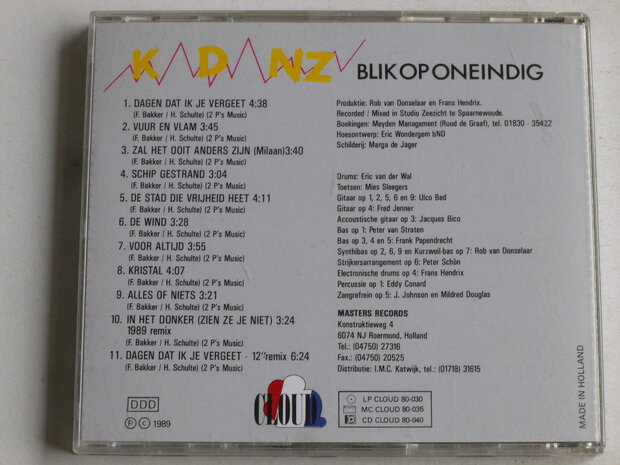 KADANZ BLIK OP ONEINDIG
1. DAGEN DAT IK JE VERGEET 4:38
(F. Bakker / H. Schulte) (2 P's Music)
2. VUUR EN VLAM 3:45
(F. Bakker / H. Schulte) (2 P's Music)
3. ZAL HET OOIT ANDERS ZIJN (Milaan)3:40
(F. Bakker / H. Schulte) (2 P's Music)
4. SCHIP GESTRAND 3:04
(F. Bakker / H. Schulte) (2 P's Music)
5. DE STAD DIE VRIJHEID HEET 4:11
(F. Bakker / H. Schulte) (2 P's Music)
6. DE WIND 3:28
(F. Bakker / H. Schulte) (2 P's Music)
7. VOOR ALTIJD 3:55
(F. Bakker / H. Schulte) (2 P's Music)
8. KRISTAL 4:07
(F. Bakker / H. Schulte) (2 P's Music)
9. ALLES OF NIETS 3:21
(F. Bakker / H. Schulte) (2 P's Music)
10. IN HET DONKER (ZIEN ZE JE NIET) 3:24
1989 remix
(F. Bakker / H. Schulte) (2 P's Music)
11. DAGEN DAT IK JE VERGEET - 12"remix 6:24
(F. Bakker / H. Schulte) (2 P's Music)
Produktie: Rob van Donselaar en Frans Hendrix.
Recorded / Mixed in Studio Zeezicht te Spaarnewoude.
Boekingen: Meyden Management (Ruud de Graaf), tel. 01830 - 35422
Hoesontwerp: Eric Wondergem bNO
Schilderij: Marga de Jager
Drums: Eric van der Wal
Toetsen: Mies Sleegers
Gitaar op 1, 2, 5, 6 en 9: Ulco Bed
Gitaar op 4: Fred Jenner
Accoustische gitaar op 3: Jacques Bico
Bas op 1: Peter van Straten
Bas op 3, 4 en 5: Frank Papendrecht
Synthibas op 2, 6, 9 en Kurzweil-bas op 7: Rob van Donselaar
Strijkersarrangement op 6: Peter Schön
Electronische drums op 4: Frans Hendrix
Percussie op 1: Eddy Conard
Zangrefrein op 5: J. Johnson en Mildred Douglas
MASTERS RECORDS
Konstruktieweg 4
6074 NJ Roermond, Holland
Tel.: (04750) 27316
Fax.: (04750) 20525
Distributie: I.M.C. Katwijk, tel.: (01718) 31615
DDD
Ⓟ © 1989
CLOUD
LP CLOUD 80-030
MC CLOUD 80-035
CD CLOUD 80-040
MADE IN HOLLAND